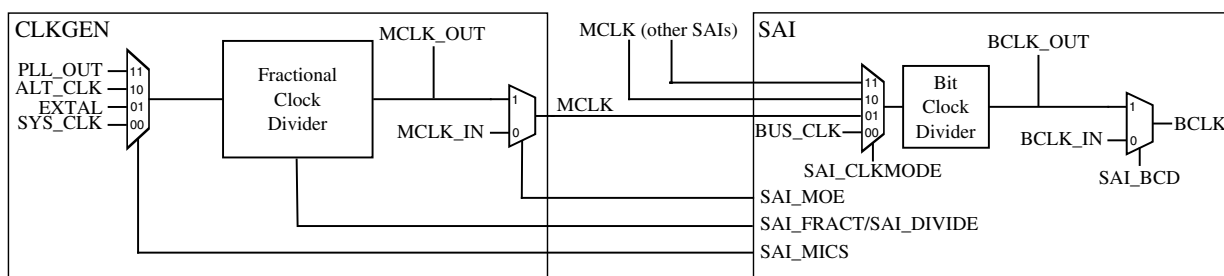 CLKGEN
MCLK_OUT
MCLK (other SAIs)
SAI
BCLK_OUT
PLL_OUT
ALT_CLK
EXTAL
SYS_CLK
11
10
01
00
Fractional
Clock
Divider
MCLK_IN
1
0
MCLK
BUS_CLK
11
10
01
00
SAI_CLKMODE
Bit
Clock
Divider
BCLK_IN
1
0
BCLK
SAI_BCD
SAI_MOE
SAI_FRACT/SAI_DIVIDE
SAI_MICS